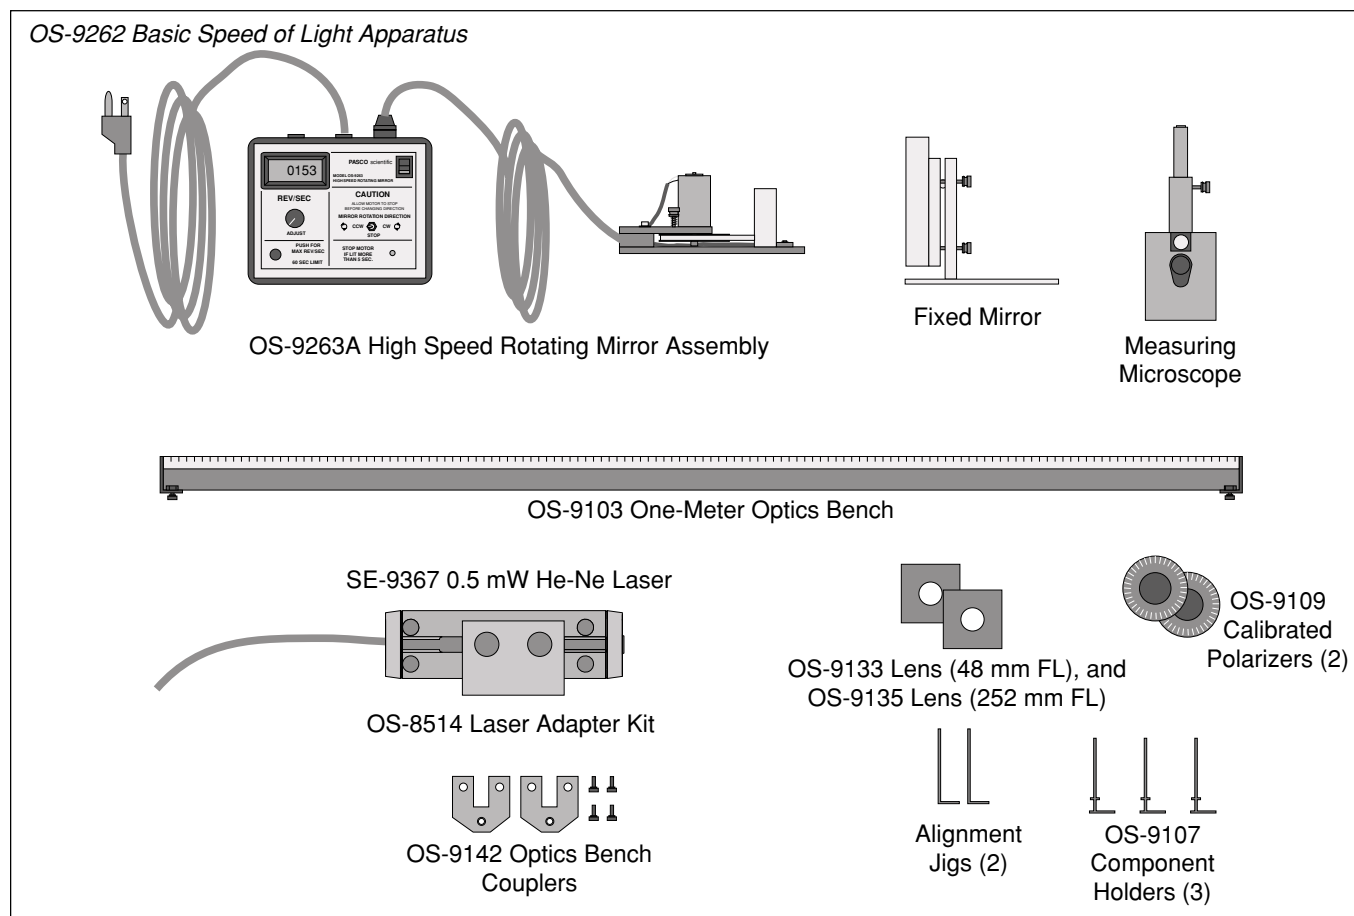 OS-9262 Basic Speed of Light Apparatus
0153
PASCO scientific
MODEL OS-9263
HIGH SPEED ROTATING MIRROR
REV/SEC
ADJUST
PUSH FOR
MAX REV/SEC
60 SEC LIMIT
CAUTION
ALLOW MOTOR TO STOP
BEFORE CHANGING DIRECTION
MIRROR ROTATION DIRECTION
CCW CW
STOP
STOP MOTOR
IF LIT MORE
THAN 5 SEC.
OS-9263A High Speed Rotating Mirror Assembly
Fixed Mirror
Measuring
Microscope
OS-9103 One-Meter Optics Bench
SE-9367 0.5 mW He-Ne Laser
OS-8514 Laser Adapter Kit
OS-9133 Lens (48 mm FL), and
OS-9135 Lens (252 mm FL)
OS-9109
Calibrated
Polarizers (2)
OS-9142 Optics Bench
Couplers
Alignment
Jigs (2)
OS-9107
Component
Holders (3)